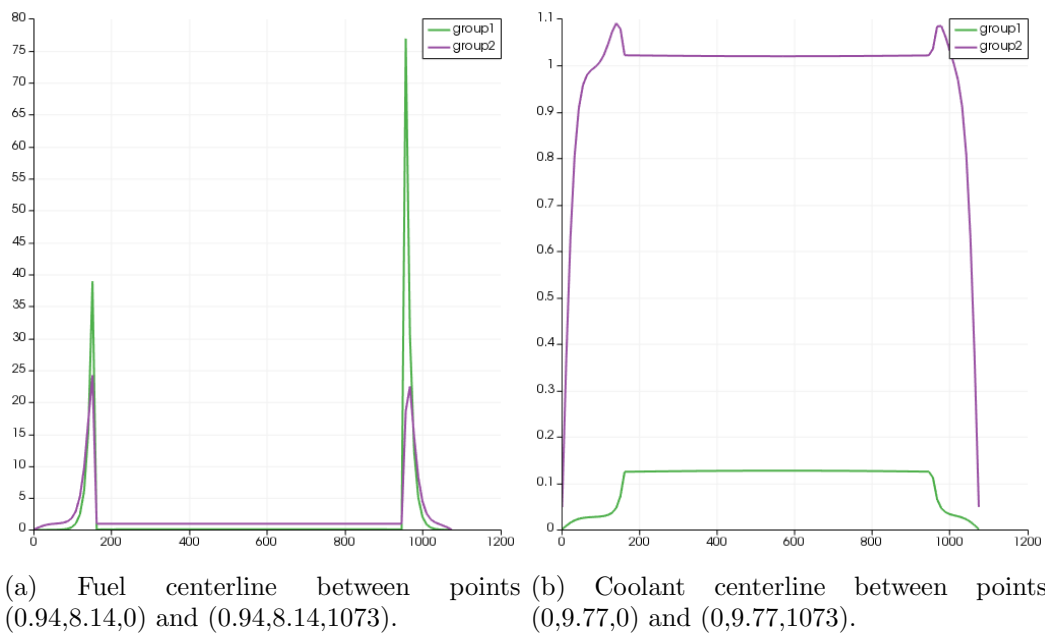 80
75
70
65
60
55
50
45
40
35
30
25
20
15
10
5
0
0 200 400 600 800 1000 1200
group1
group2
1.1
1
0.9
0.8
0.7
0.6
0.5
0.4
0.3
0.2
0.1
0
0 200 400 600 800 1000 1200
group1
group2
(a) Fuel centerline between points
(0.94,8.14,0) and (0.94,8.14,1073).
(b) Coolant centerline between points
(0,9.77,0) and (0,9.77,1073).